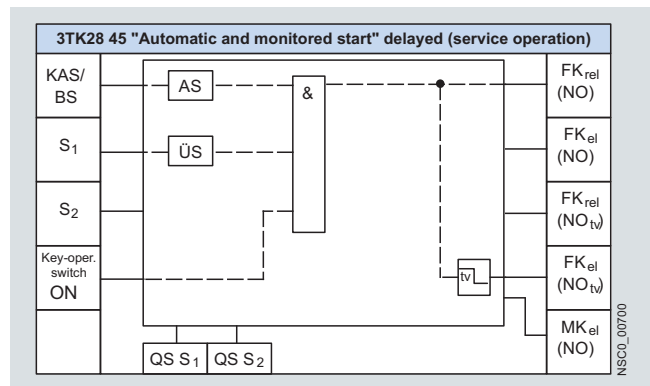 3TK28 45 "Automatic and monitored start" delayed (service operation)
KAS/
BS
S1
S2
Key-oper.
switch
ON
AS
ÜS
&
tv
QS S1
QS S2
FKrel
(NO)
FKel
(NO)
FKrel
(NOtv)
FKel
(NOtv)
MKel
(NO)
NSC0_00700